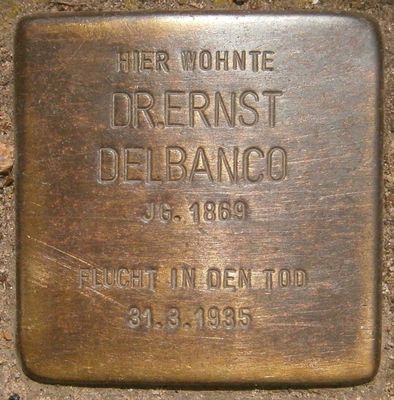 HIER WOHNTE
DR.ERNST
DELBANCO
JG. 1869
FLUCHT IN DEN TOD
31.3.1935